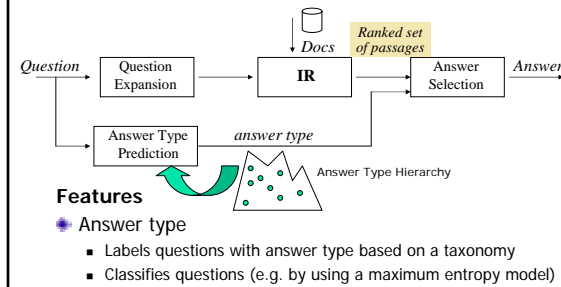 Ranked set
of passages
Docs
Question
Question
Expansion
IR
Answer
Selection
Answer
Answer Type
Prediction
answer type
Answer Type Hierarchy
Features
Answer type
Labels questions with answer type based on a taxonomy
Classifies questions (e.g. by using a maximum entropy model)